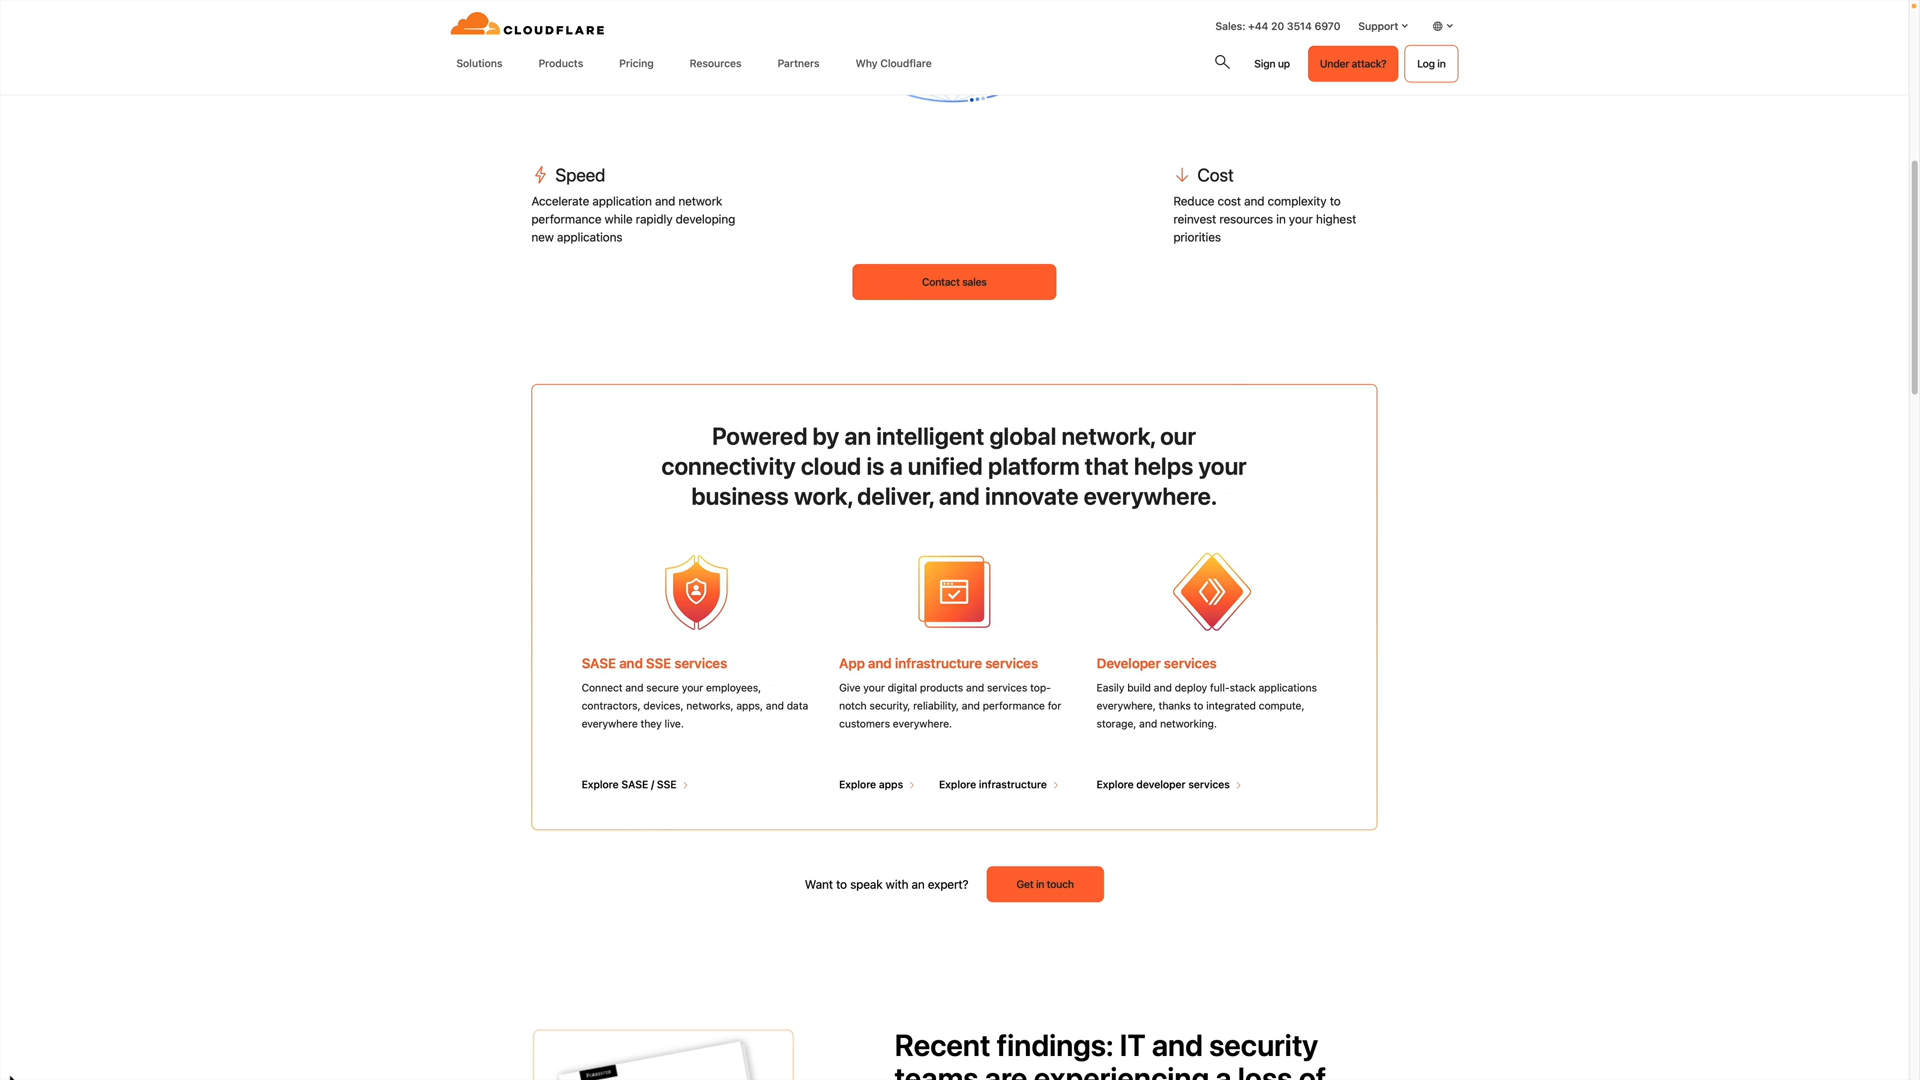 CLOUDFLARE
Sales: +44 20 3514 6970
Support
Solutions
Products
Pricing
Resources
Partners
Why Cloudflare
Sign up
Under attack?
Log in
Speed
Accelerate application and network
performance while rapidly developing
new applications
Cost
Reduce cost and complexity to
reinvest resources in your highest
priorities
Contact sales
Powered by an intelligent global network, our
connectivity cloud is a unified platform that helps your
business work, deliver, and innovate everywhere.
SASE and SSE services
Connect and secure your employees,
contractors, devices, networks, apps, and data
everywhere they live.
Explore SASE / SSE
App and infrastructure services
Give your digital products and services top-
notch security, reliability, and performance for
customers everywhere.
Explore apps
Explore infrastructure
Developer services
Easily build and deploy full-stack applications
everywhere, thanks to integrated compute,
storage, and networking.
Explore developer services
Want to speak with an expert?
Get in touch
Recent findings: IT and security
teams are experiencing a loss of